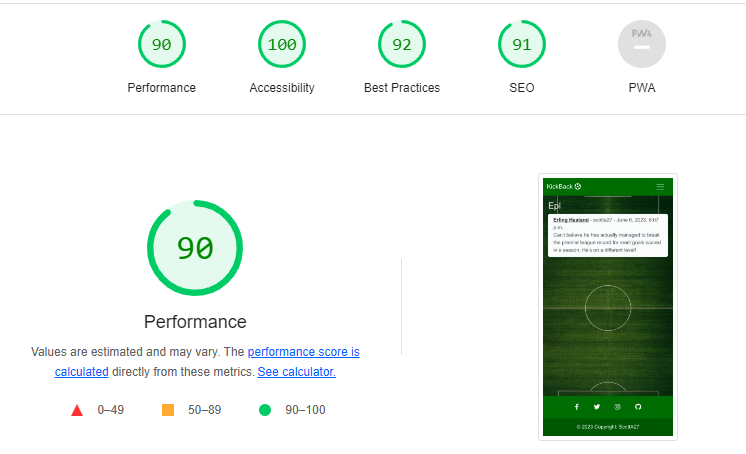 90
100
92
91
PWA
Performance
Accessibility
Best Practices
SEO
PWA
90
Performance
Values are estimated and may vary. The performance score is
calculated directly from these metrics. See calculator.
0–49
50–89
90–100
KickBack
Epl
Erling Haaland - scotta27 - June 6, 2023, 6:07
p.m.
Can't believe he has actually managed to break
the premier league record for most goals scored
in a season. He's on a different level!
© 2023 Copyright: ScottA27